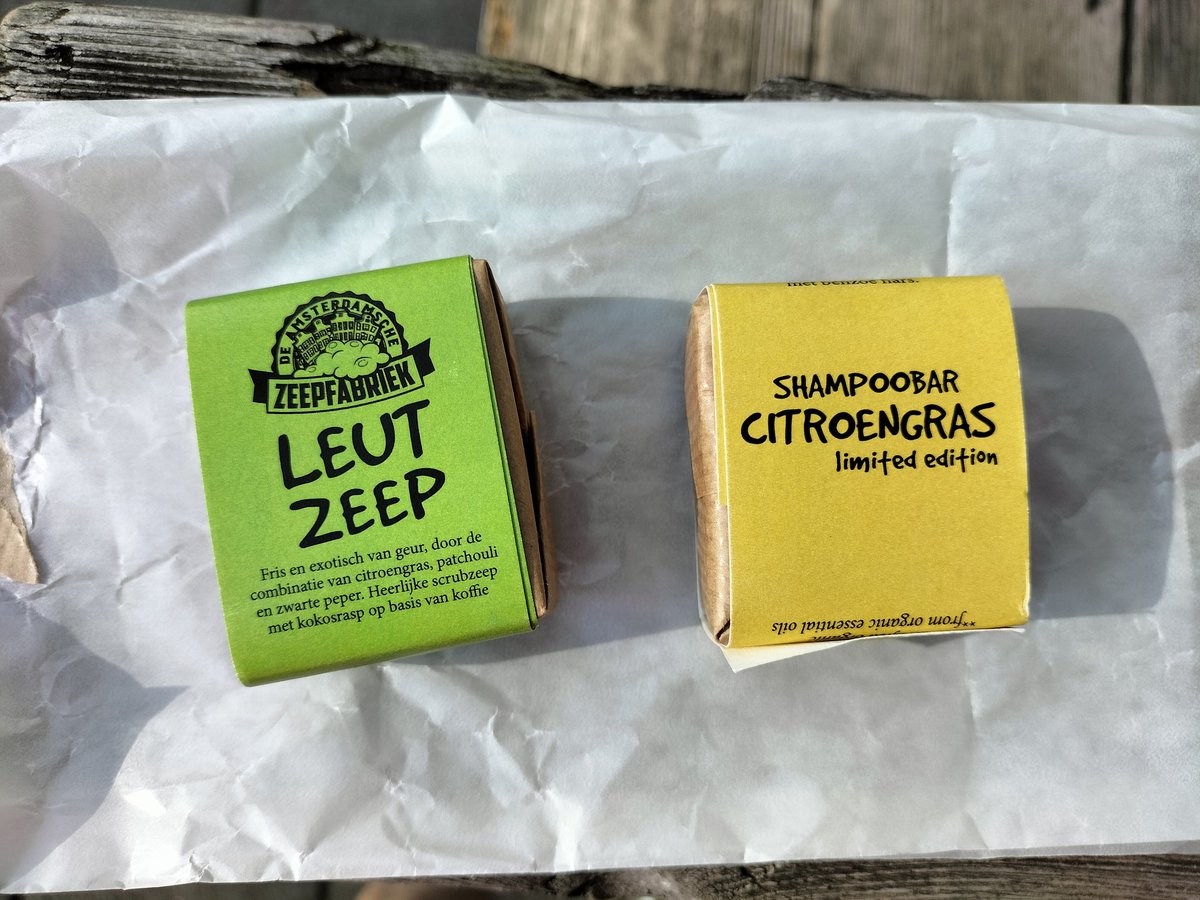 DE AMSTERDAMSCHE
ZEEPFABRIEK
LEUT
ZEEP
Fris en exotisch van geur, door de
combinatie van citroengras, patchouli
en zwarte peper. Heerlijke scrubzeep
met kokosrasp op basis van koffie
met benzoë hars.
SHAMPOOBAR
CITROENGRAS
limited edition
**from organic essential oils